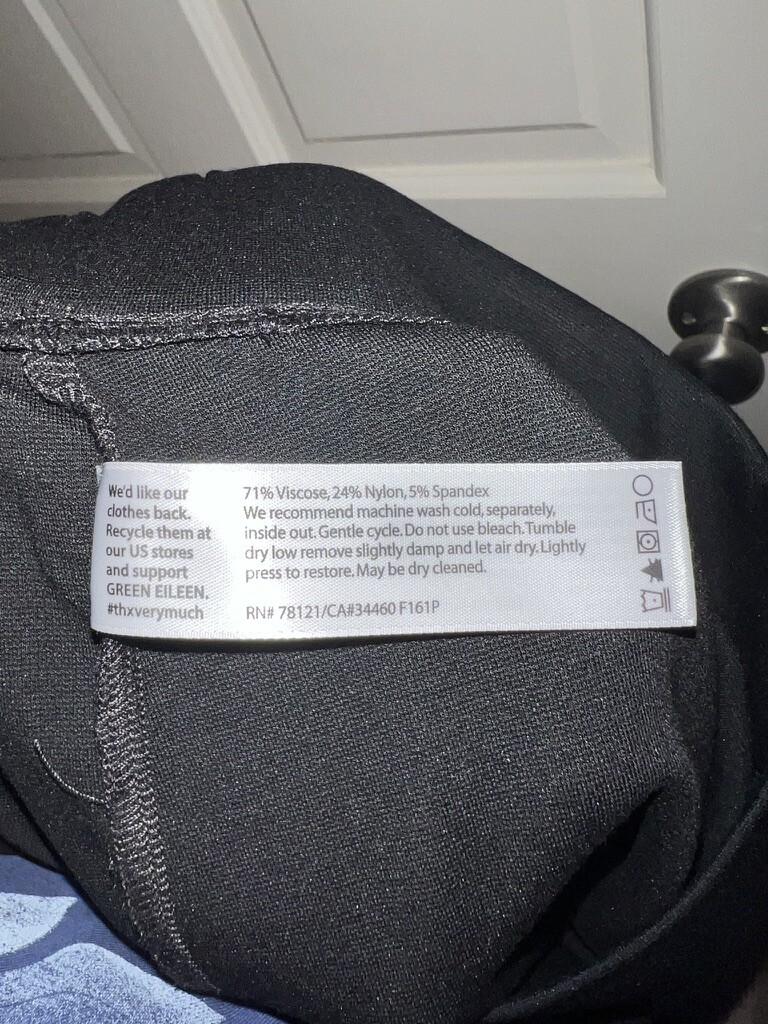 We'd like our
clothes back.
Recycle them at
our US stores
and support
GREEN EILEEN.
#thxverymuch
71% Viscose, 24% Nylon, 5% Spandex
We recommend machine wash cold, separately,
inside out. Gentle cycle. Do not use bleach. Tumble
dry low remove slightly damp and let air dry. Lightly
press to restore. May be dry cleaned.
RN# 78121/CA#34460 F161P